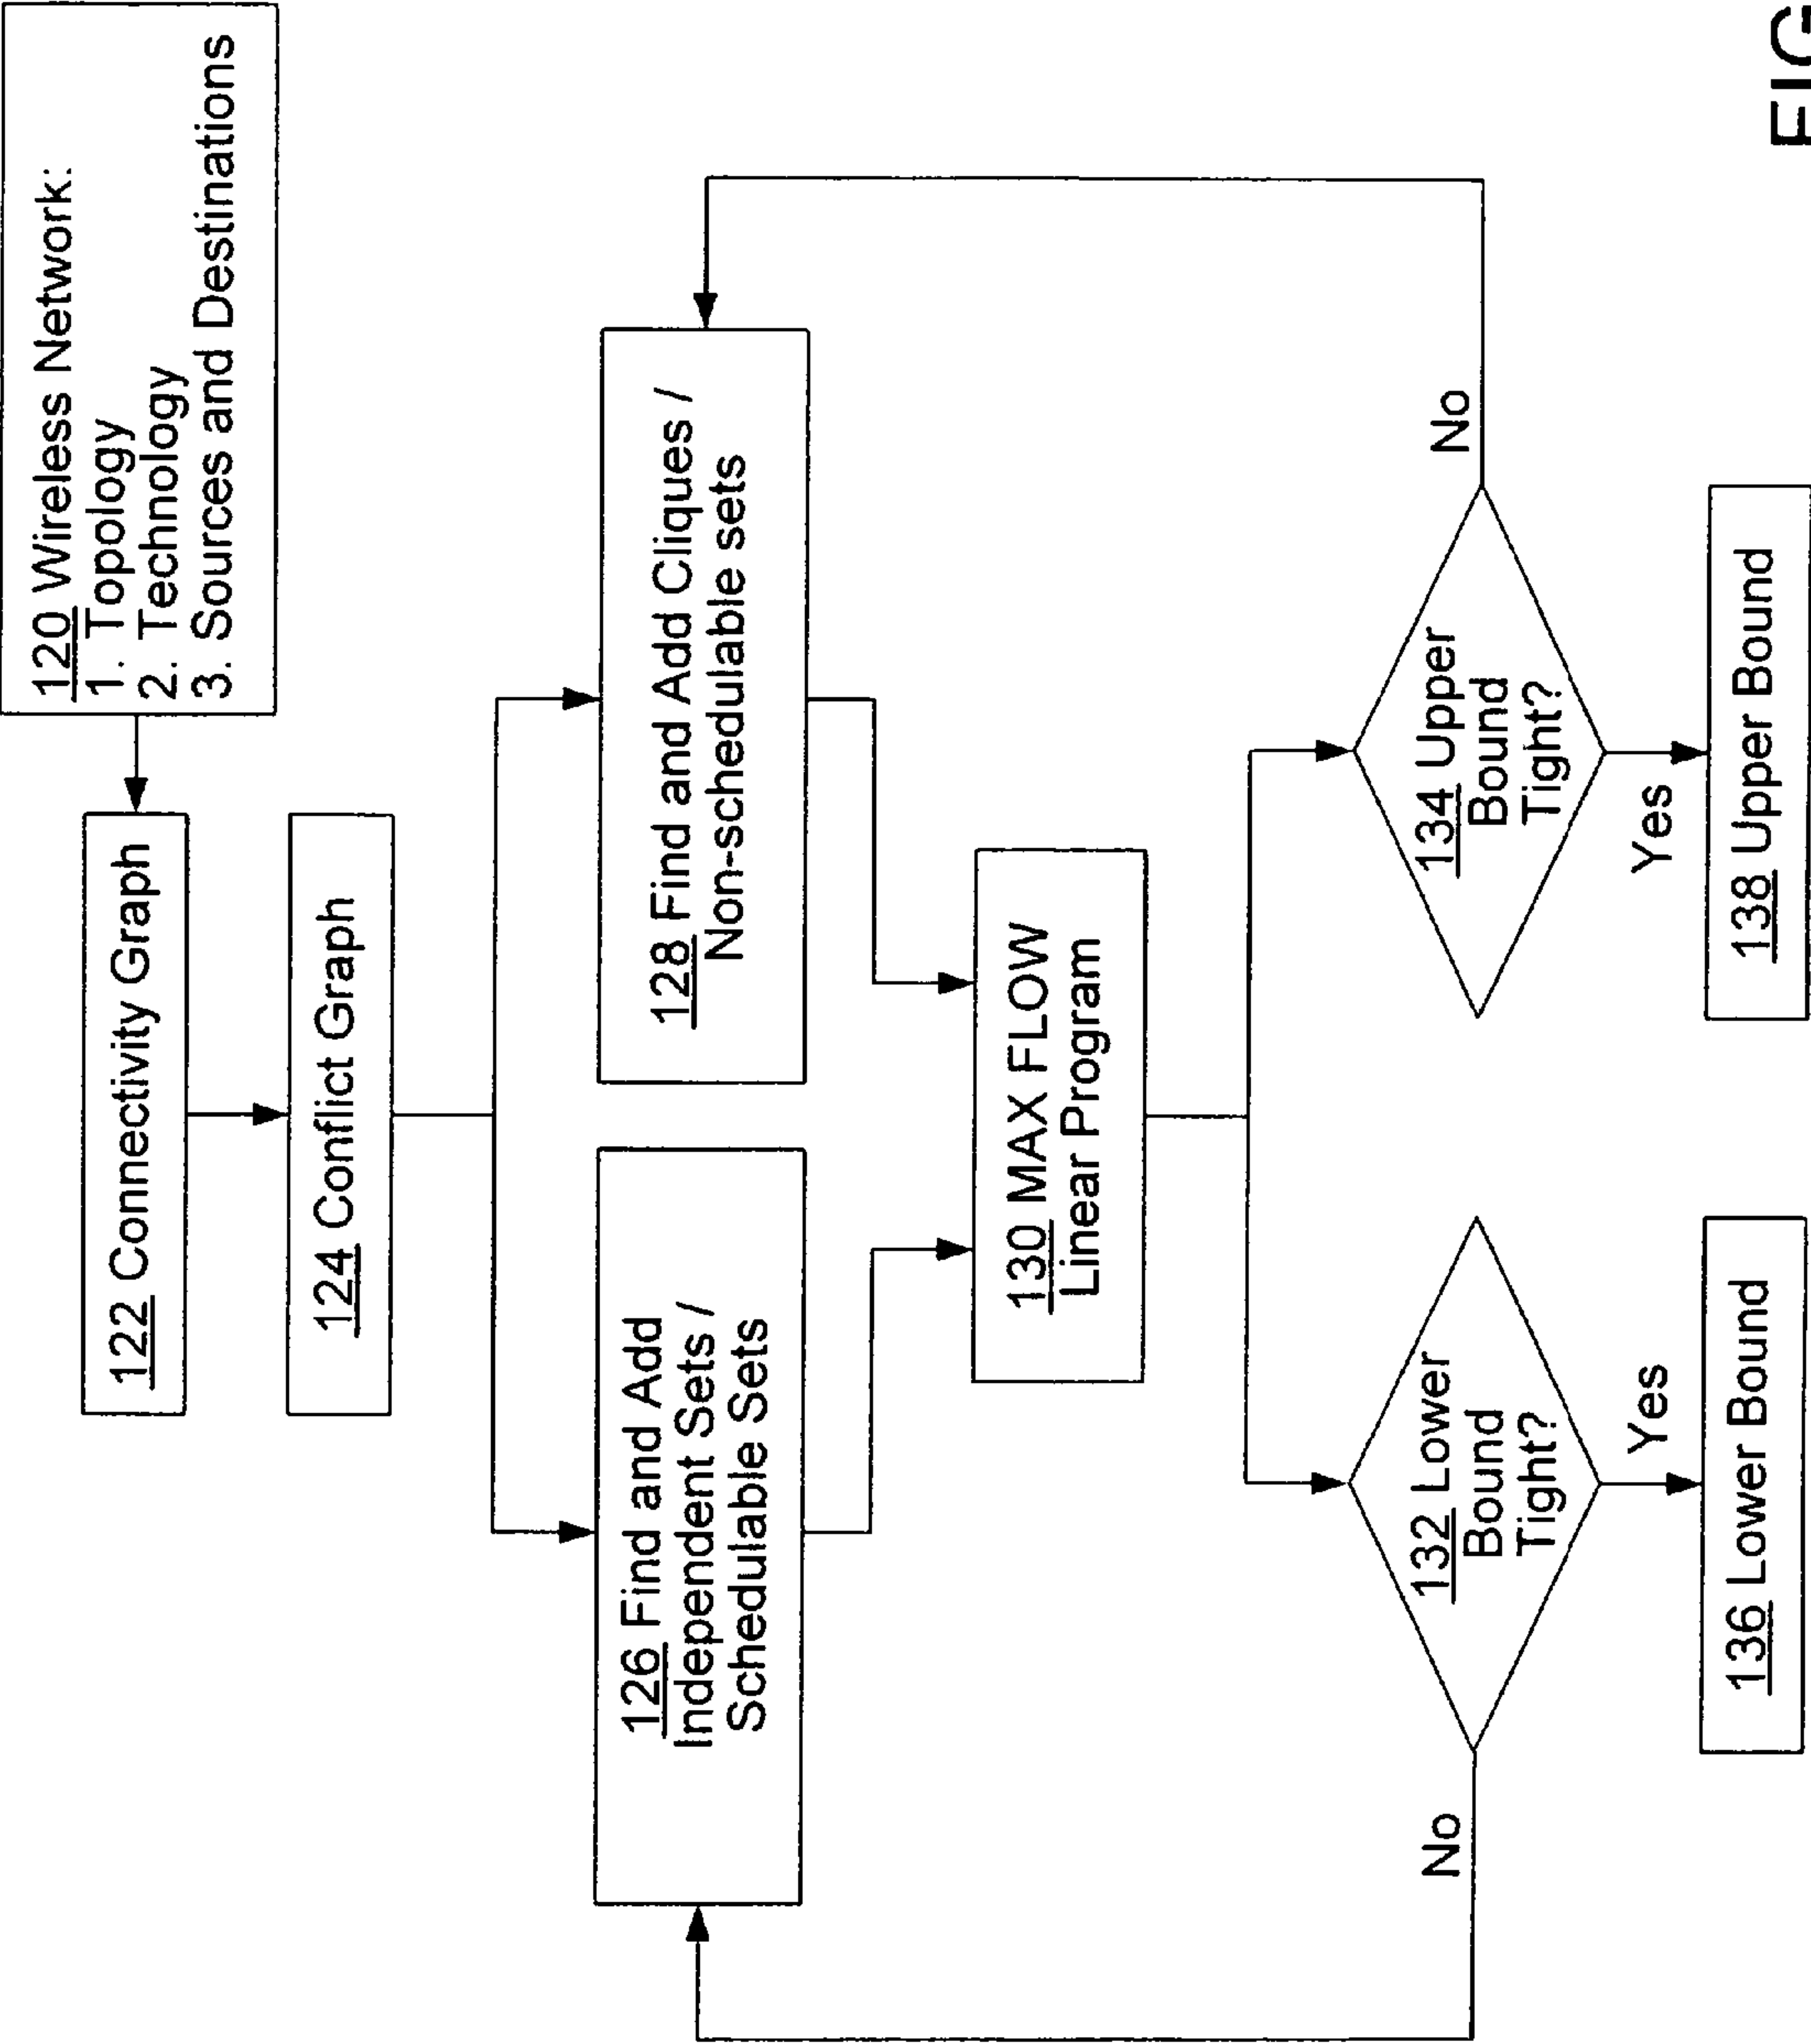 120 Wireless Network:
1. Topology
2. Technology
3. Sources and Destinations
122 Connectivity Graph
124 Conflict Graph
126 Find and Add
Independent Sets /
Schedulable Sets
128 Find and Add Cliques /
Non-schedulable sets
130 MAX FLOW
Linear Program
132 Lower
Bound
Tight?
134 Upper
Bound
Tight?
No
No
Yes
Yes
136 Lower Bound
138 Upper Bound